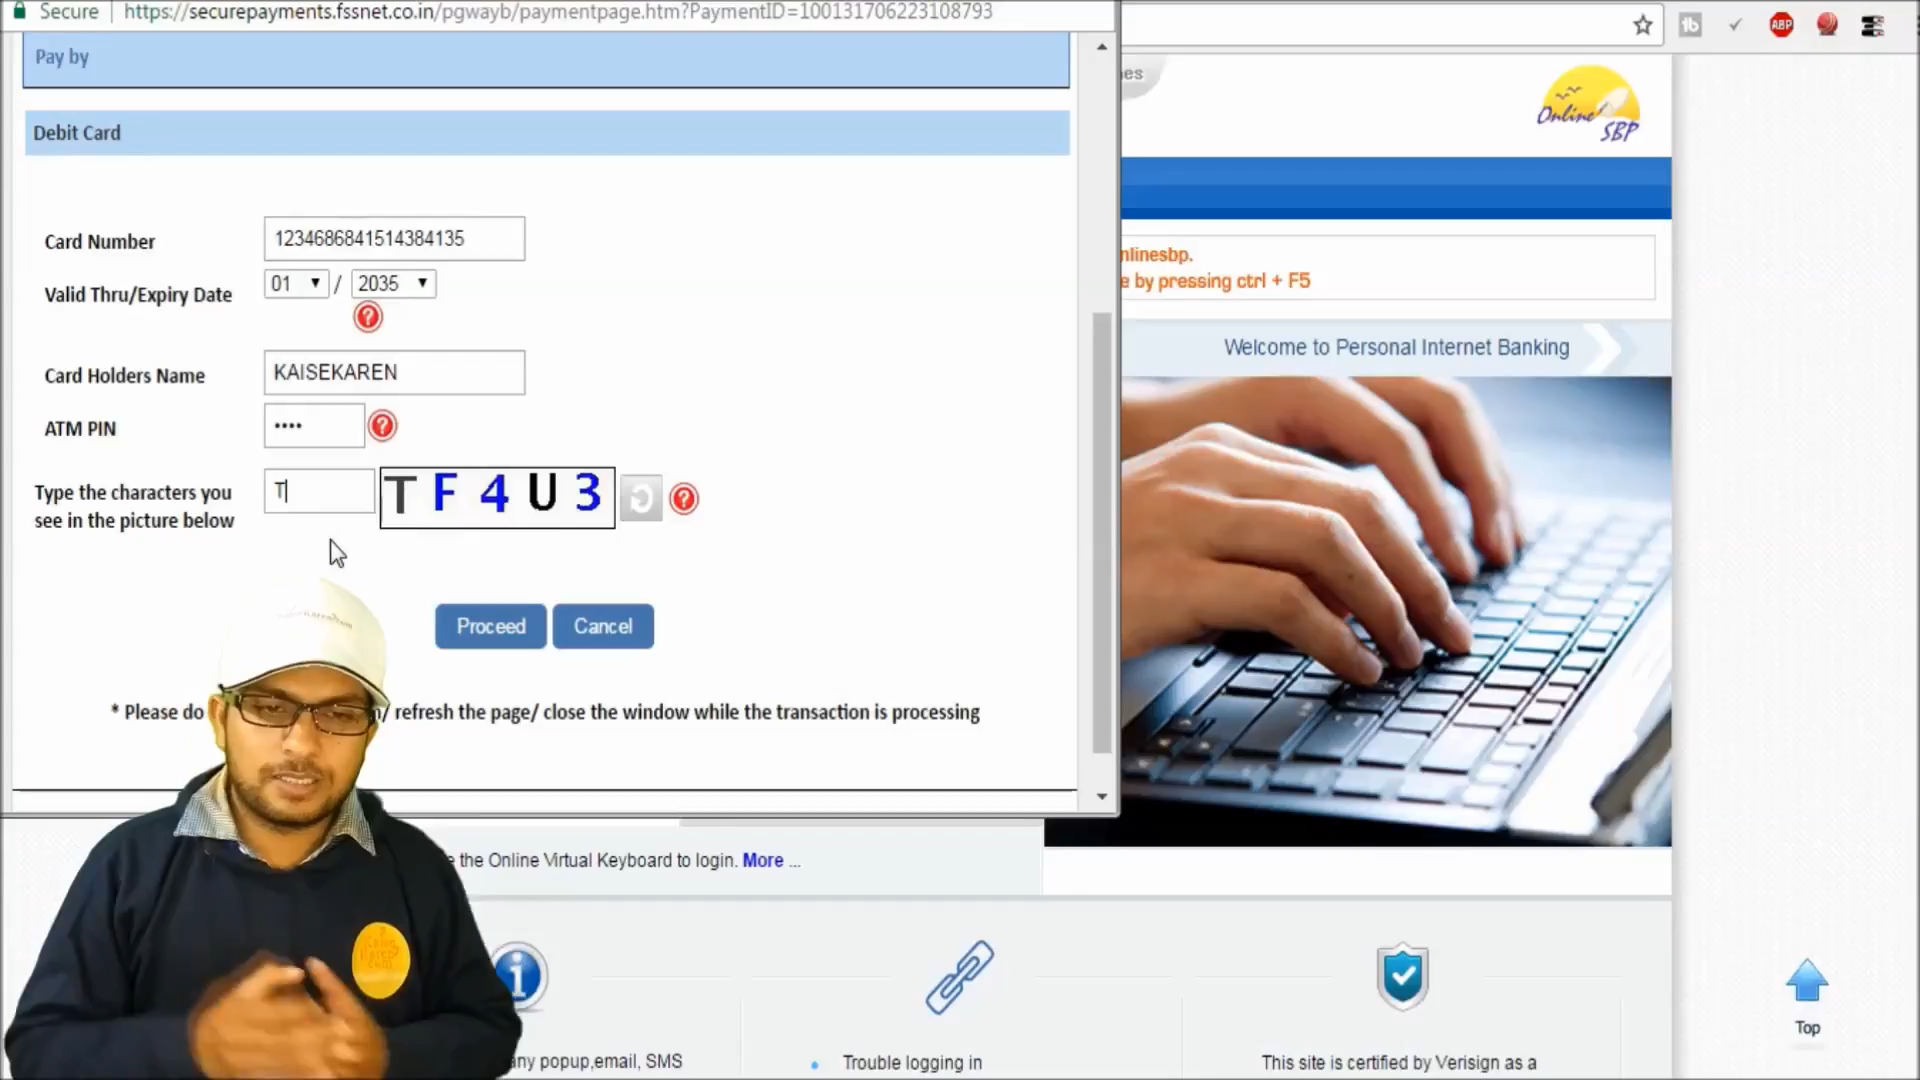 Secure
https://securepayments.fssnet.co.in/pgwayb/paymentpage.htm?PaymentID=100131706223108793
Pay by
Debit Card
Card Number
1234686841514384135
Valid Thru/Expiry Date
01 / 2035
Card Holders Name
KAISEKAREN
ATM PIN
••••
Type the characters you
see in the picture below
T
T F 4 U 3
Proceed
Cancel
* Please do
/ refresh the page/ close the window while the transaction is processing
the Online Virtual Keyboard to login. More ...
any popup,email, SMS
Trouble logging in
This site is certified by Verisign as a
ABP
Online
SBP
nlinesbp.
e by pressing ctrl + F5
Welcome to Personal Internet Banking
Top